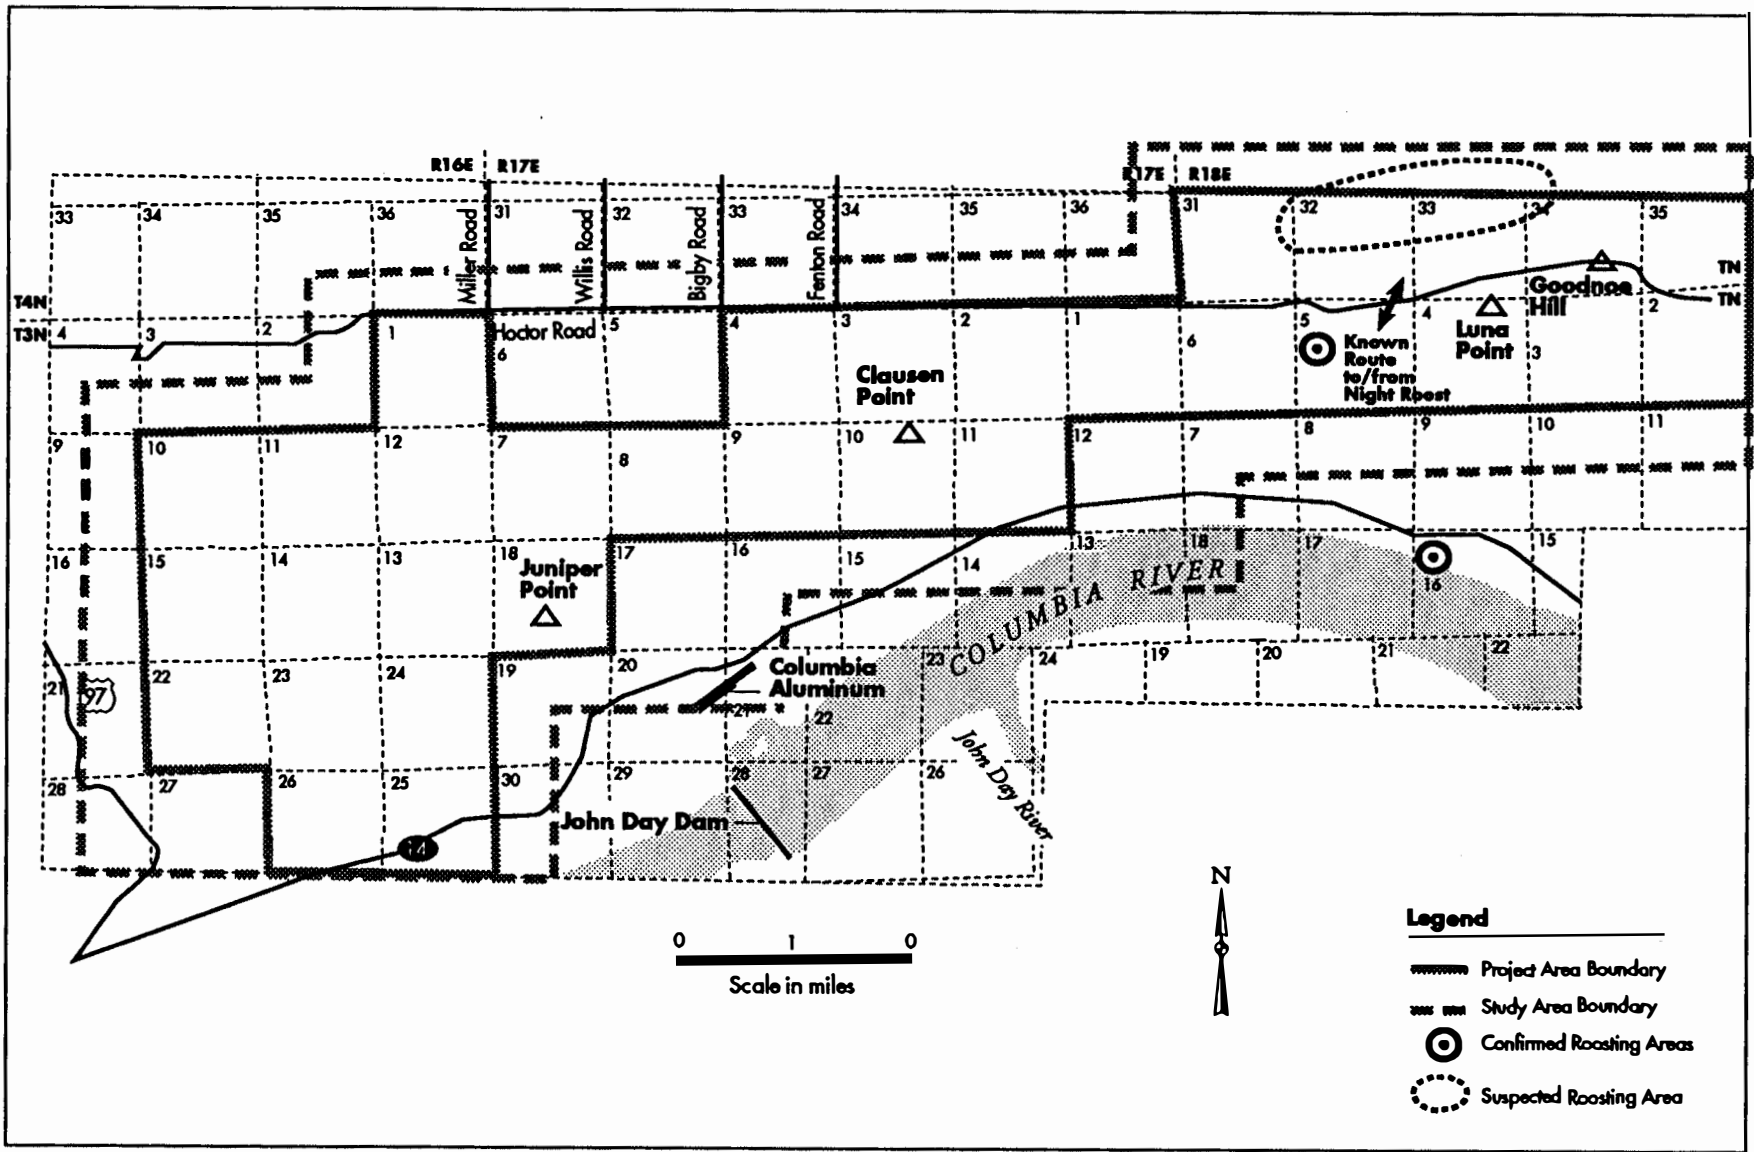 R16E R17E
R17E R18E
33 34 35 36 31 32 33 34 35 36 31 32 33 34 35
Miller Road
Willis Road
Bigby Road
Fenton Road
T4N
T3N
TN
TN
4 3 2 1 Hoctor Road 5 4 3 2 1 5 4 2
6 6 3
Goodnoe
Hill
Luna
Point
Known
Route
to/from
Night Roost
Clausen
Point
9 10 11 12 7 8 9 10 11 12 7 8 9 10 11
16 15 14 13 18 17 16 15 14 13 18 17 16 15
Juniper
Point
COLUMBIA RIVER
21 22 23 24 19 20 21 22 23 24 19 20 21 22
97
Columbia
Aluminum
28 27 26 25 30 29 28 27 26
John Day River
John Day Dam
14
N
0 1 0
Scale in miles
Legend
Project Area Boundary
Study Area Boundary
Confirmed Roosting Areas
Suspected Roosting Area